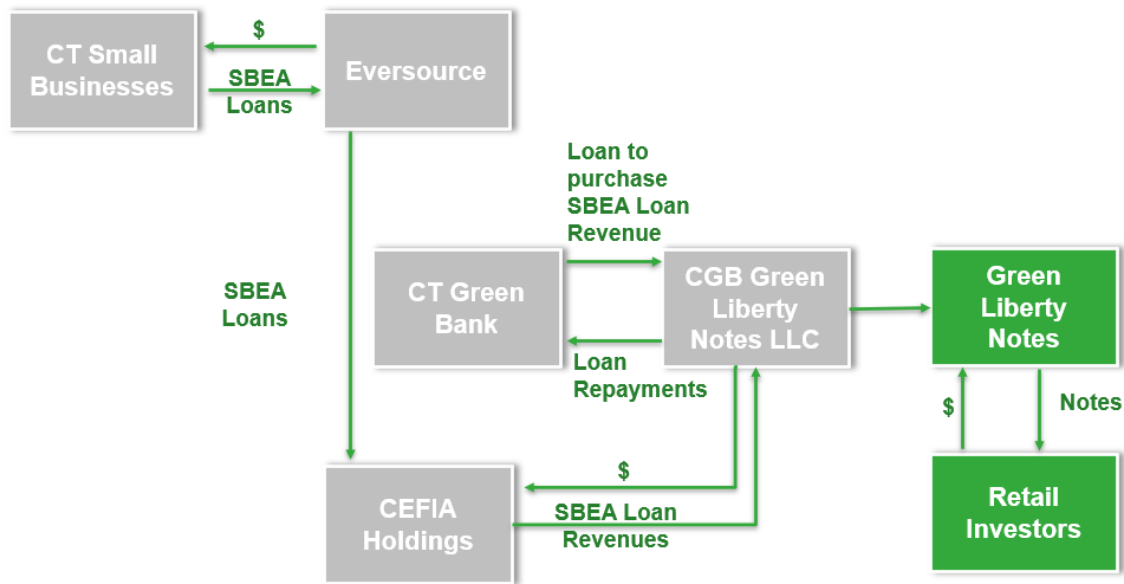 CT Small
Businesses
$
SBEA
Loans
Eversource
Loan to
purchase
SBEA Loan
Revenue
SBEA
Loans
CT Green
Bank
CGB Green
Liberty
Notes LLC
Green
Liberty
Notes
Loan
Repayments
$
Notes
$
SBEA Loan
Revenues
CEFIA
Holdings
Retail
Investors